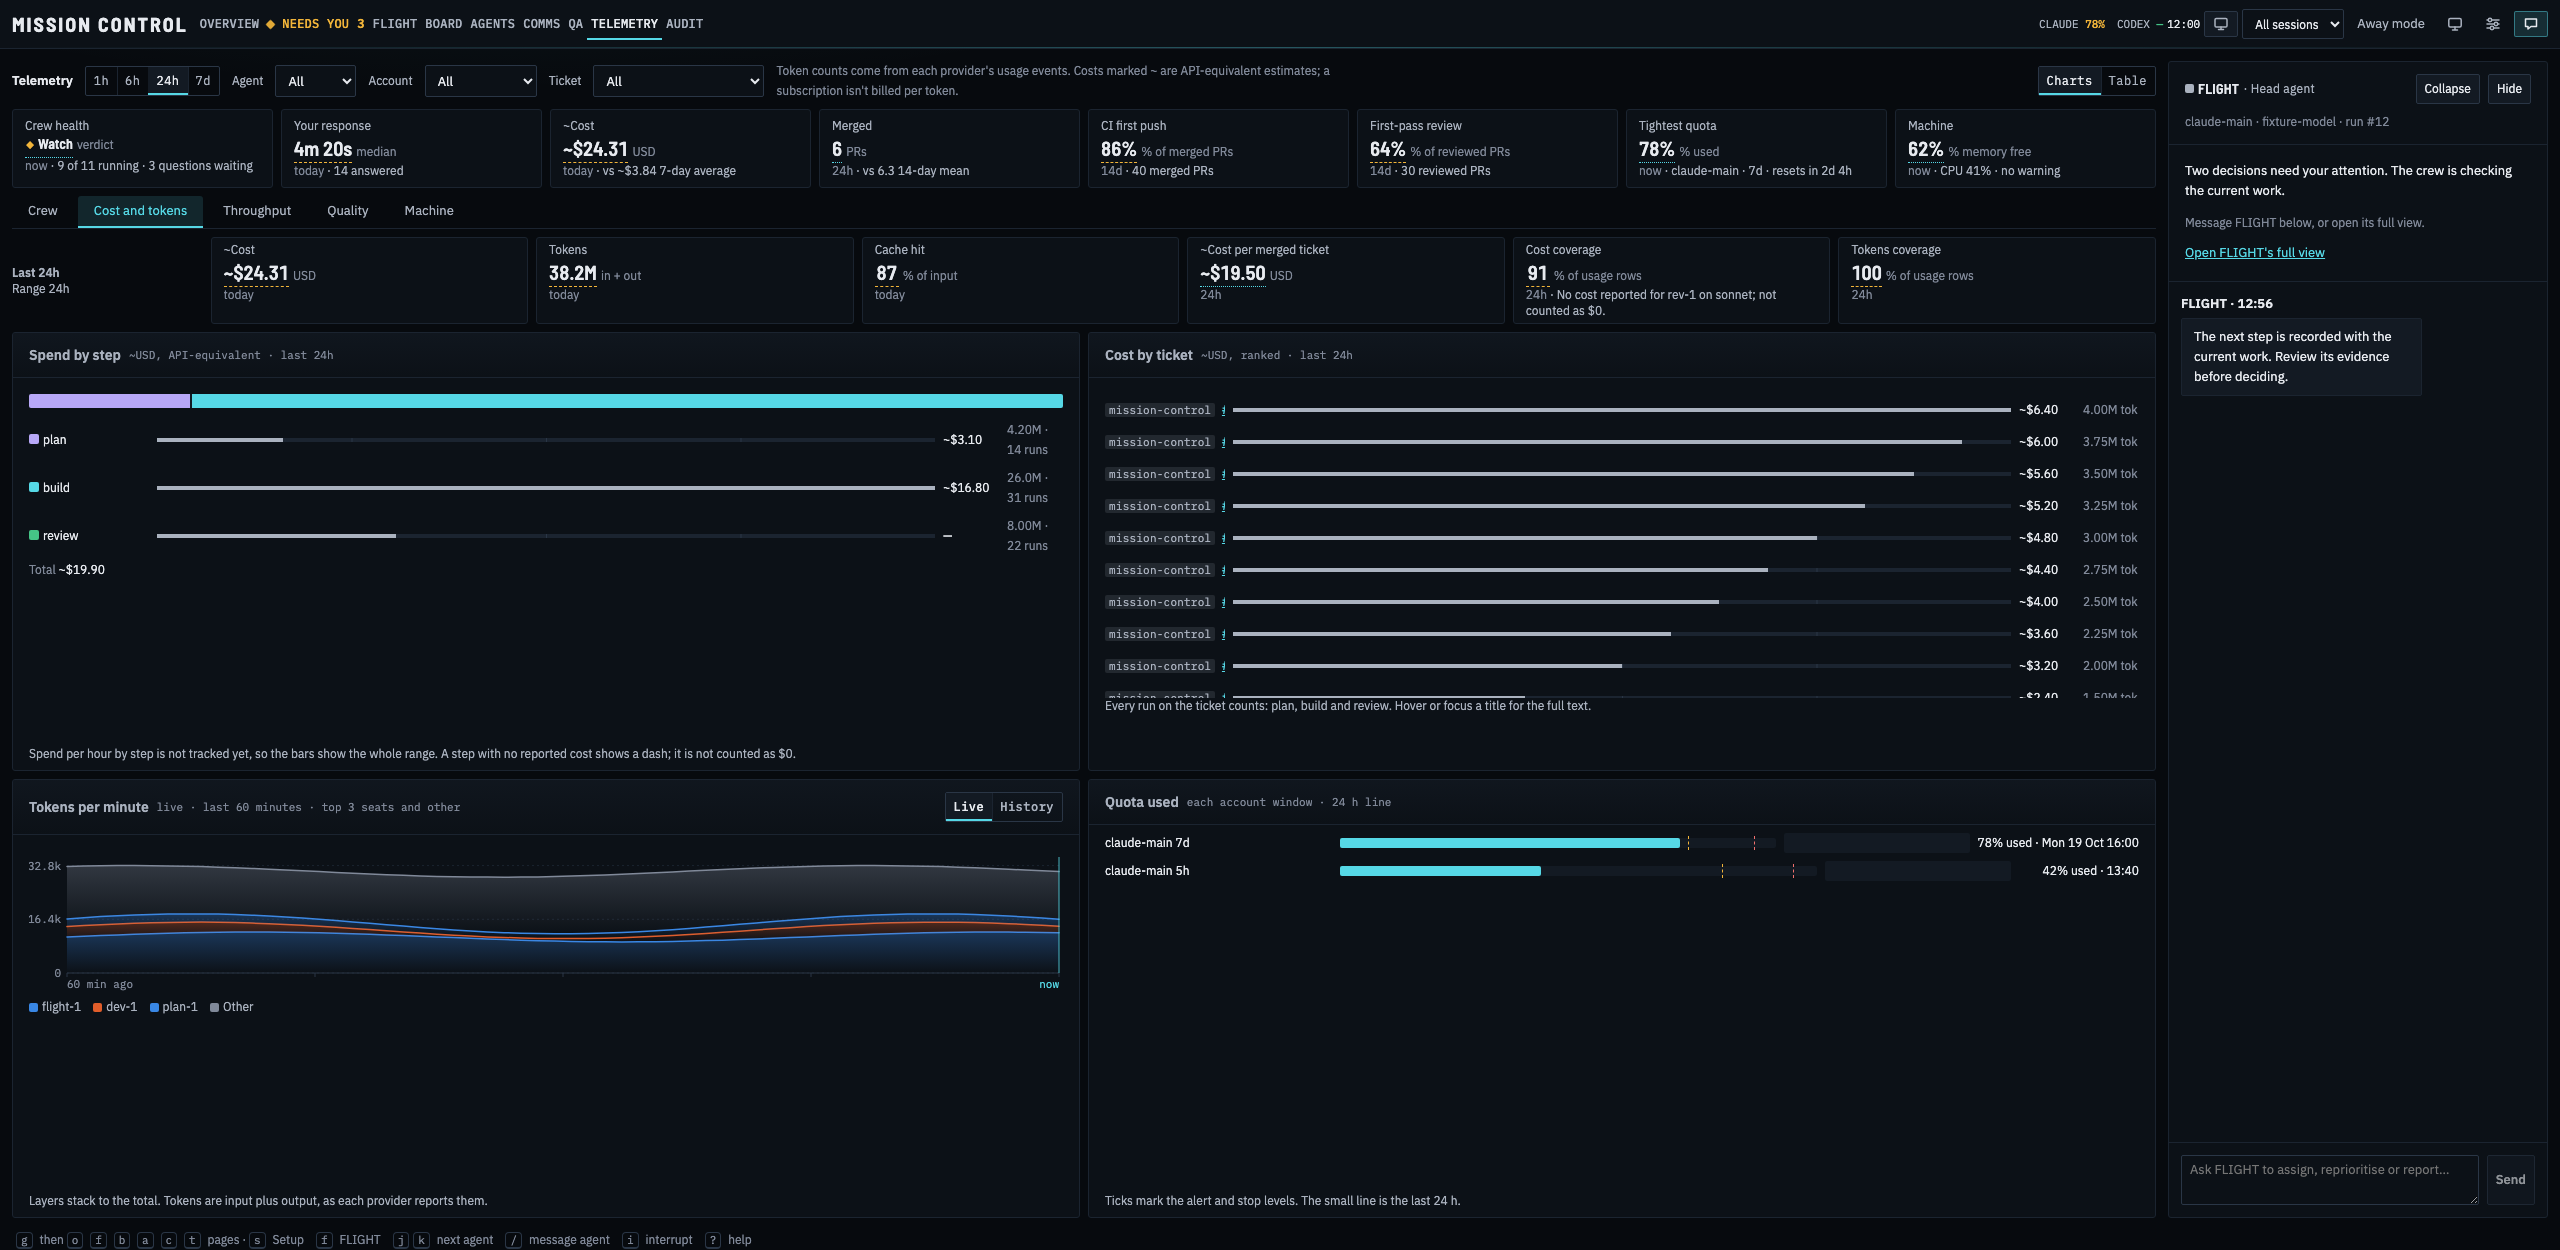 MISSION CONTROL OVERVIEW ◆ NEEDS YOU 3 FLIGHT BOARD AGENTS COMMS QA TELEMETRY AUDIT CLAUDE 78% CODEX — 12:00 All sessions Away mode
Telemetry 1h 6h 24h 7d Agent All Account All Ticket All
Token counts come from each provider's usage events. Costs marked ~ are API-equivalent estimates; a
subscription isn't billed per token.
Charts Table
Crew health
◆ Watch verdict
now · 9 of 11 running · 3 questions waiting
Your response
4m 20s median
today · 14 answered
~Cost
~$24.31 USD
today · vs ~$3.84 7-day average
Merged
6 PRs
24h · vs 6.3 14-day mean
CI first push
86% % of merged PRs
14d · 40 merged PRs
First-pass review
64% % of reviewed PRs
14d · 30 reviewed PRs
Tightest quota
78% % used
now · claude-main · 7d · resets in 2d 4h
Machine
62% % memory free
now · CPU 41% · no warning
Crew Cost and tokens Throughput Quality Machine
Last 24h
Range 24h
~Cost
~$24.31 USD
today
Tokens
38.2M in + out
today
Cache hit
87 % of input
today
~Cost per merged ticket
~$19.50 USD
24h
Cost coverage
91 % of usage rows
24h · No cost reported for rev-1 on sonnet; not
counted as $0.
Tokens coverage
100 % of usage rows
24h
Spend by step ~USD, API-equivalent · last 24h
plan ~$3.10 4.20M ·
14 runs
build ~$16.80 26.0M ·
31 runs
review — 8.00M ·
22 runs
Total ~$19.90
Spend per hour by step is not tracked yet, so the bars show the whole range. A step with no reported cost shows a dash; it is not counted as $0.
Cost by ticket ~USD, ranked · last 24h
mission-control ~$6.40 4.00M tok
mission-control ~$6.00 3.75M tok
mission-control ~$5.60 3.50M tok
mission-control ~$5.20 3.25M tok
mission-control ~$4.80 3.00M tok
mission-control ~$4.40 2.75M tok
mission-control ~$4.00 2.50M tok
mission-control ~$3.60 2.25M tok
mission-control ~$3.20 2.00M tok
mission-control ~$2.40 1.50M tok
Every run on the ticket counts: plan, build and review. Hover or focus a title for the full text.
Tokens per minute live · last 60 minutes · top 3 seats and other Live History
32.8k
16.4k
0
60 min ago now
flight-1 dev-1 plan-1 Other
Layers stack to the total. Tokens are input plus output, as each provider reports them.
Quota used each account window · 24 h line
claude-main 7d 78% used · Mon 19 Oct 16:00
claude-main 5h 42% used · 13:40
Ticks mark the alert and stop levels. The small line is the last 24 h.
FLIGHT · Head agent Collapse Hide
claude-main · fixture-model · run #12
Two decisions need your attention. The crew is checking
the current work.
Message FLIGHT below, or open its full view.
Open FLIGHT's full view
FLIGHT · 12:56
The next step is recorded with the
current work. Review its evidence
before deciding.
Ask FLIGHT to assign, reprioritise or report...
Send
g then o f b a c t pages · s Setup f FLIGHT j k next agent / message agent i interrupt ? help